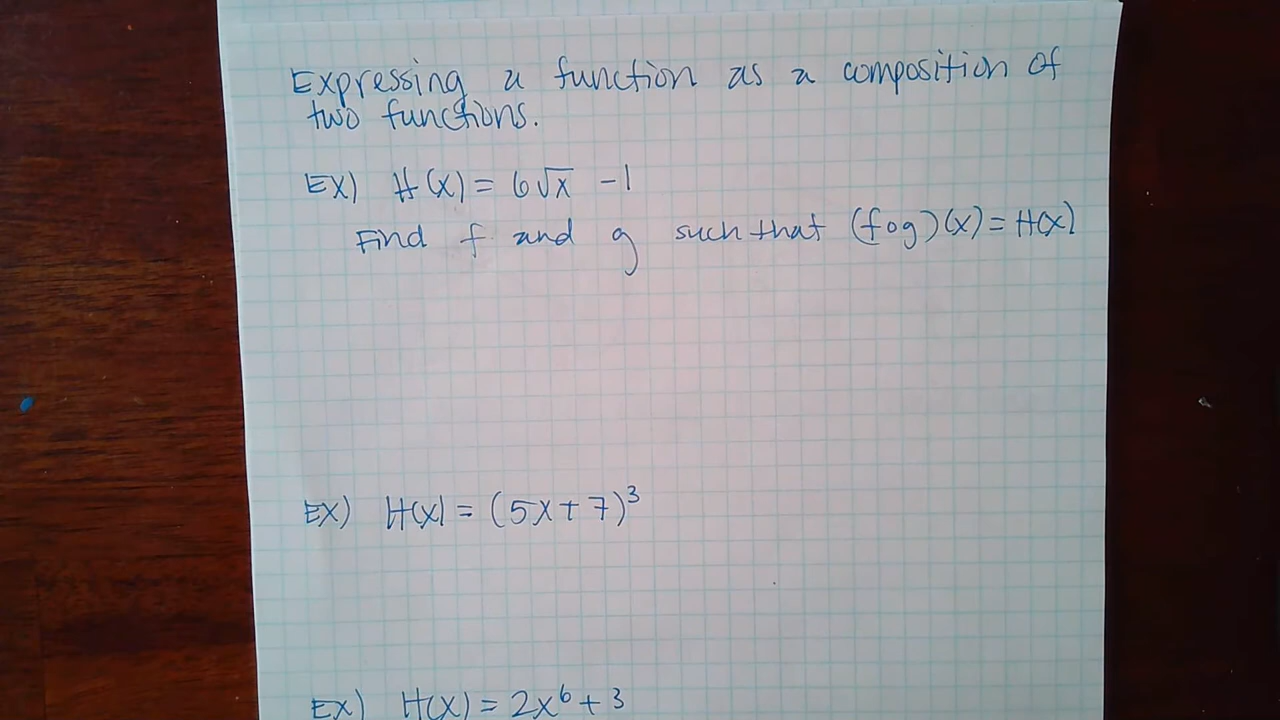 Expressing a function as a composition of
two functions.
EX) H(x) = 6√x -1
Find f and g such that (fog)(x) = H(x)
EX) H(x) = (5x+7)³
EX) H(x) = 2x⁶+3